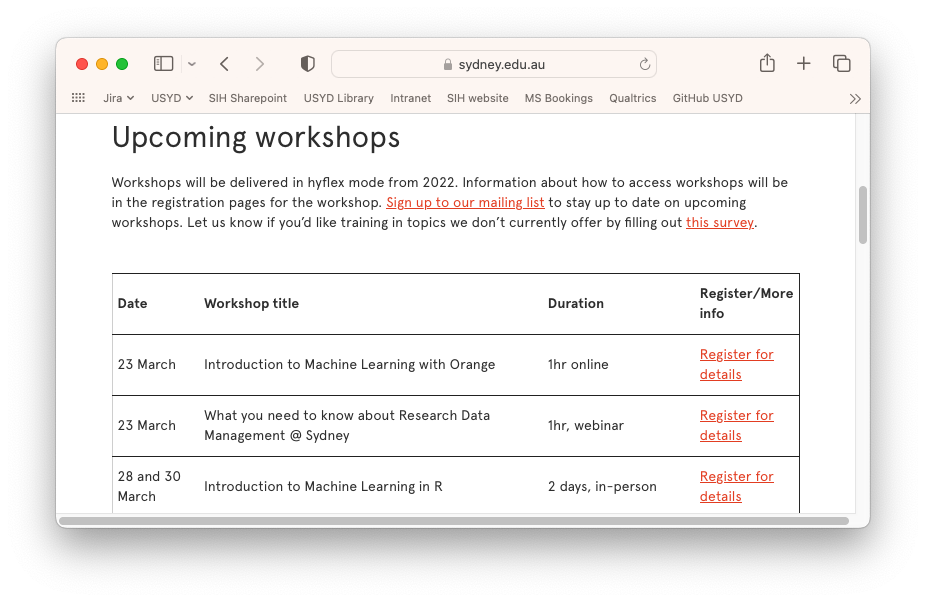 sydney.edu.au
Jira USYD SIH Sharepoint USYD Library Intranet SIH website MS Bookings Qualtrics GitHub USYD
Upcoming workshops
Workshops will be delivered in hyflex mode from 2022. Information about how to access workshops will be
in the registration pages for the workshop. Sign up to our mailing list to stay up to date on upcoming
workshops. Let us know if you’d like training in topics we don’t currently offer by filling out this survey.
Date Workshop title Duration Register/More
info
23 March Introduction to Machine Learning with Orange 1hr online Register for
details
23 March What you need to know about Research Data
Management @ Sydney 1hr, webinar Register for
details
28 and 30
March Introduction to Machine Learning in R 2 days, in-person Register for
details